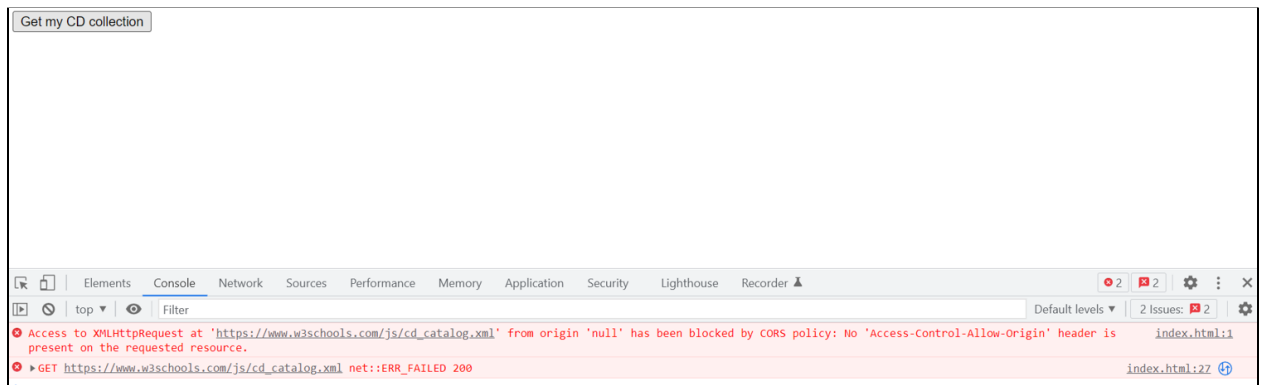 Get my CD collection
Elements Console Network Sources Performance Memory Application Security Lighthouse Recorder 2 2
top Filter Default levels 2 Issues: 2
Access to XMLHttpRequest at 'https://www.w3schools.com/js/cd_catalog.xml' from origin 'null' has been blocked by CORS policy: No 'Access-Control-Allow-Origin' header is index.html:1
present on the requested resource.
GET https://www.w3schools.com/js/cd_catalog.xml net::ERR_FAILED 200 index.html:27